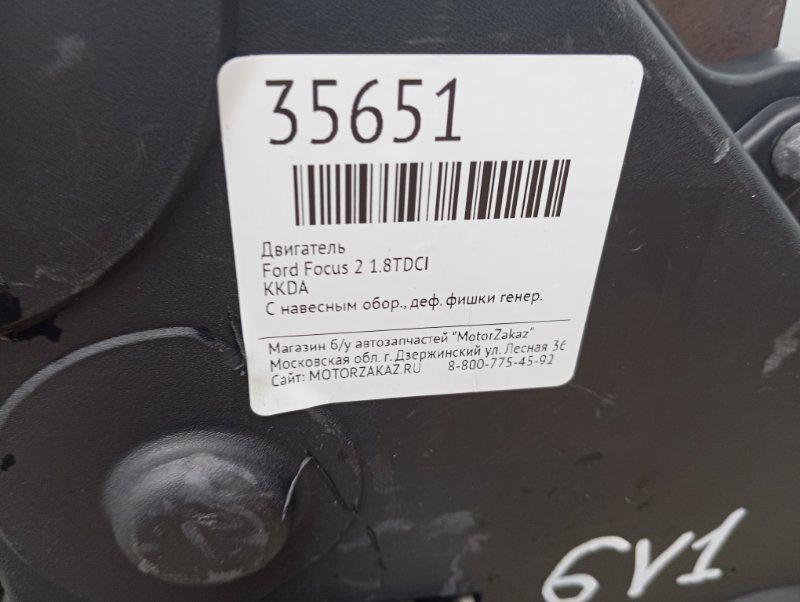 35651
Двигатель
Ford Focus 2 1.8TDCI
KKDA
С навесным обор., деф. фишки генер.
Магазин б/у автозапчастей "MotorZakaz"
Московская обл. г. Дзержинский ул. Лесная 36
Сайт: MOTORZAKAZ.RU 8-800-775-45-92
6V1